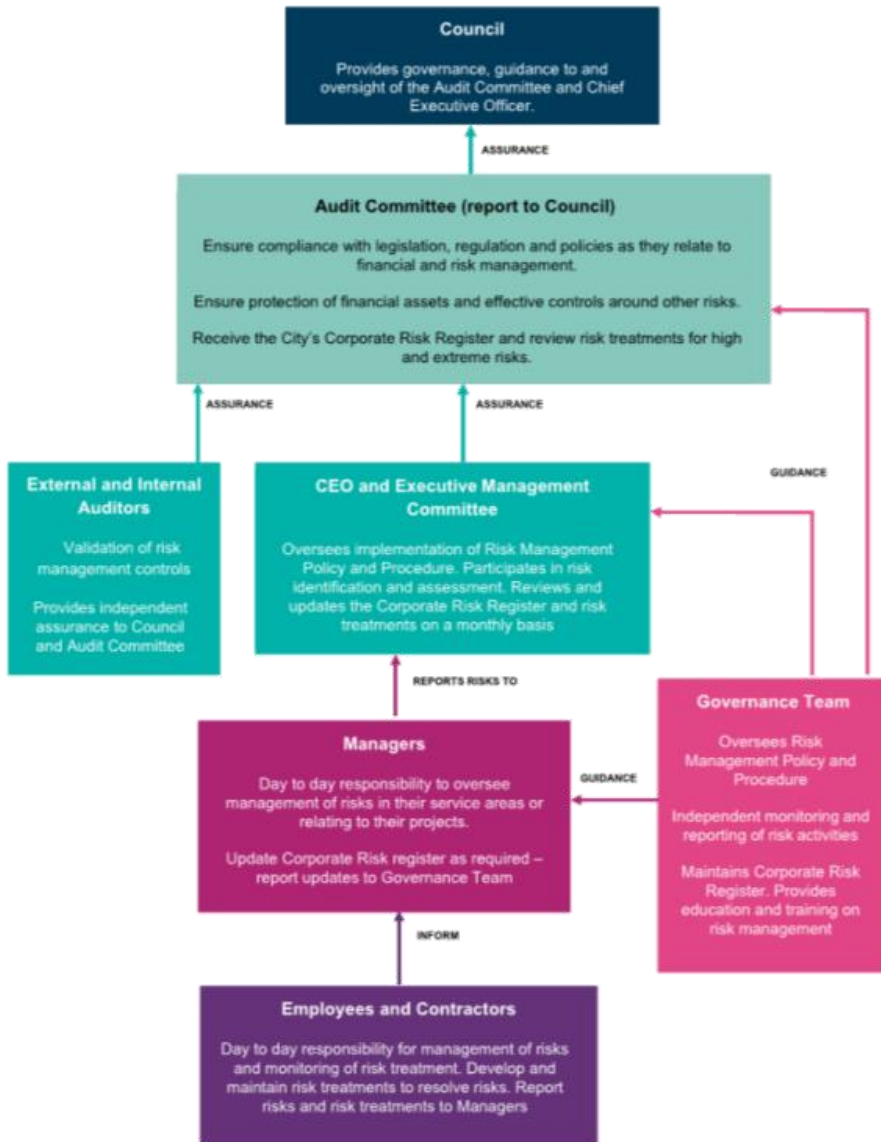 Council
Provides governance, guidance to and
oversight of the Audit Committee and Chief
Executive Officer.
ASSURANCE
Audit Committee (report to Council)
Ensure compliance with legislation, regulation and policies as they relate to
financial and risk management.
Ensure protection of financial assets and effective controls around other risks.
Receive the City's Corporate Risk Register and review risk treatments for high
and extreme risks.
ASSURANCE
ASSURANCE
GUIDANCE
External and Internal
Auditors
Validation of risk
management controls
Provides independent
assurance to Council
and Audit Committee
CEO and Executive Management
Committee
Oversees implementation of Risk Management
Policy and Procedure. Participates in risk
identification and assessment. Reviews and
updates the Corporate Risk Register and risk
treatments on a monthly basis
REPORTS RISKS TO
Managers
Day to day responsibility to oversee
management of risks in their service areas or
relating to their projects.
Update Corporate Risk register as required –
report updates to Governance Team
GUIDANCE
Governance Team
Oversees Risk
Management Policy and
Procedure
Independent monitoring and
reporting of risk activities
Maintains Corporate Risk
Register. Provides
education and training on
risk management
INFORM
Employees and Contractors
Day to day responsibility for management of risks
and monitoring of risk treatment. Develop and
maintain risk treatments to resolve risks. Report
risks and risk treatments to Managers